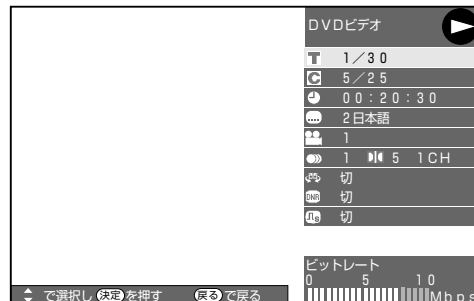 DVDビデオ
T 1/30
C 5/25
00:20:30
2日本語
1
1 5 1CH
切
DNR 切
切
ビットレート
0 5 10
Mbps
で選択し 決定 を押す 戻る で戻る